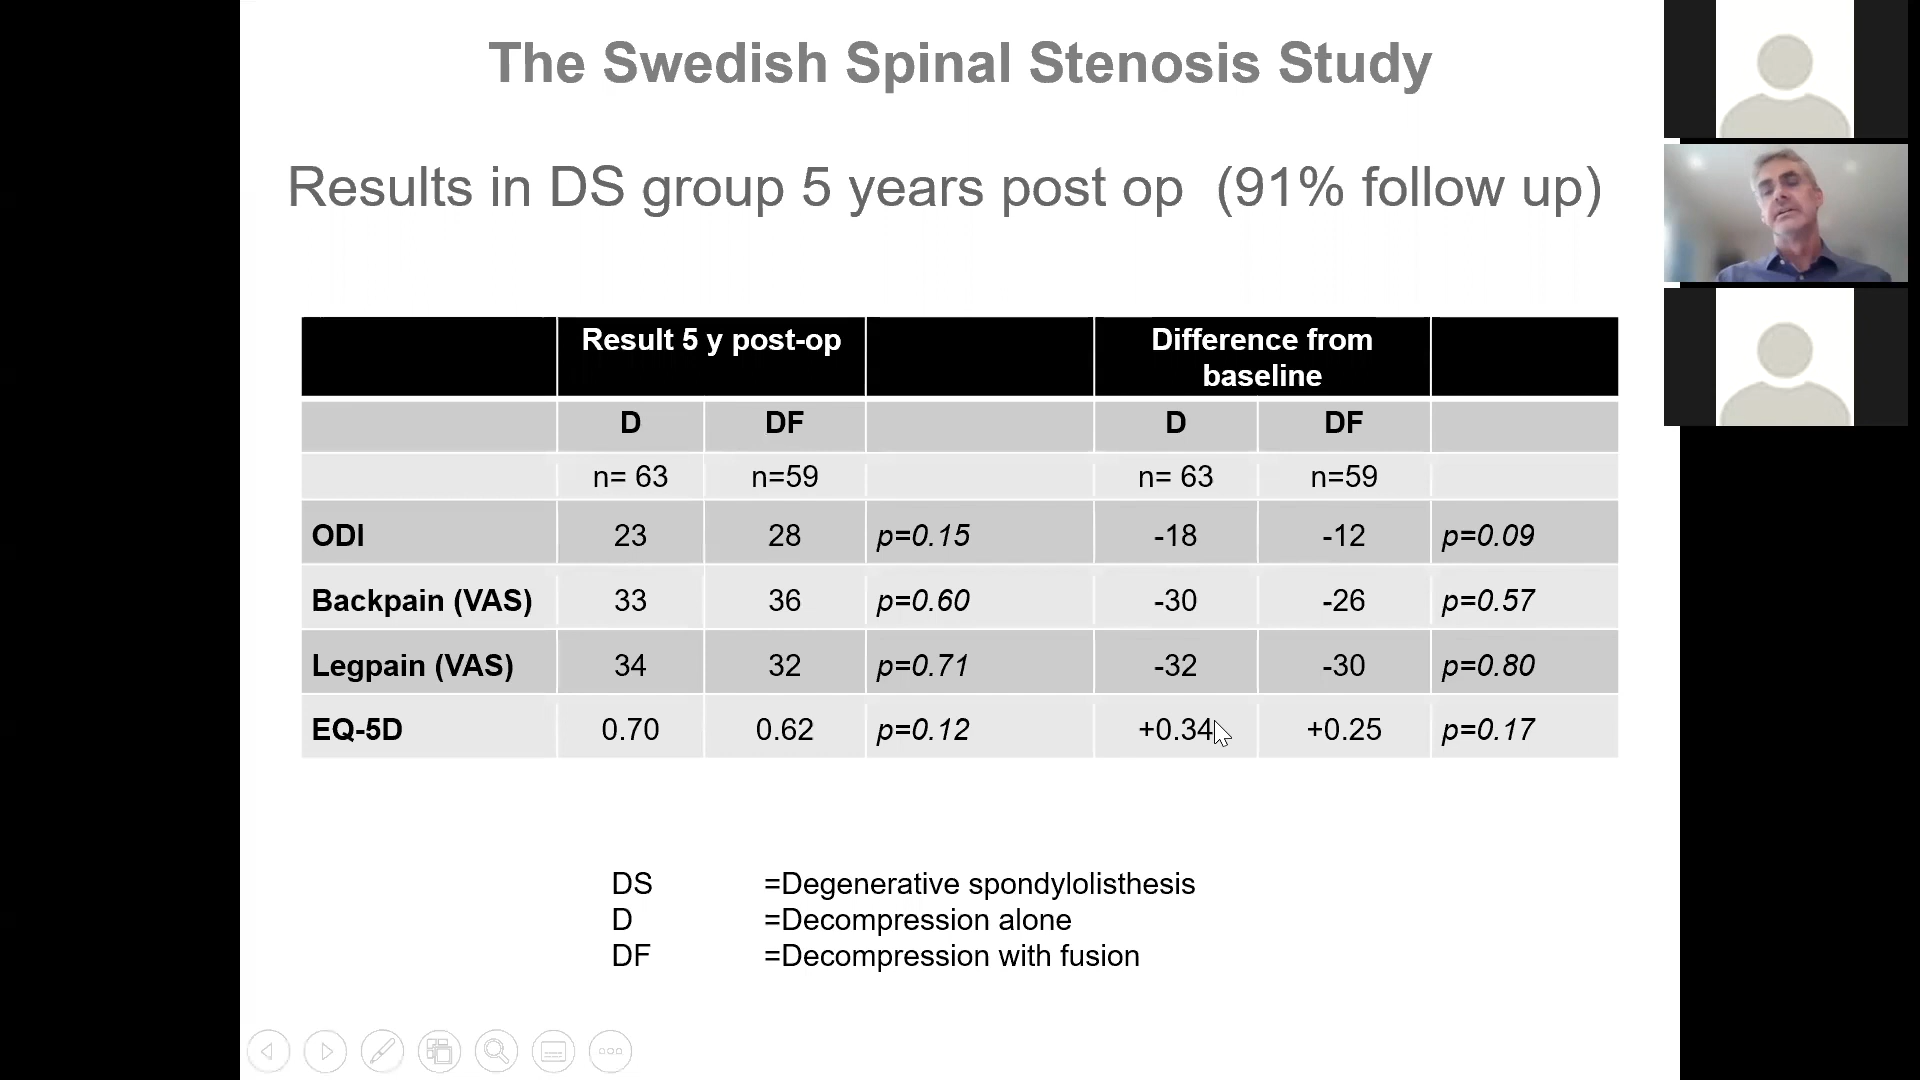 The Swedish Spinal Stenosis Study
Results in DS group 5 years post op (91% follow up)
Result 5 y post-op Difference from
baseline
D DF D DF
n= 63 n=59 n= 63 n=59
ODI 23 28 p=0.15 -18 -12 p=0.09
Backpain (VAS) 33 36 p=0.60 -30 -26 p=0.57
Legpain (VAS) 34 32 p=0.71 -32 -30 p=0.80
EQ-5D 0.70 0.62 p=0.12 +0.34 +0.25 p=0.17
DS =Degenerative spondylolisthesis
D =Decompression alone
DF =Decompression with fusion